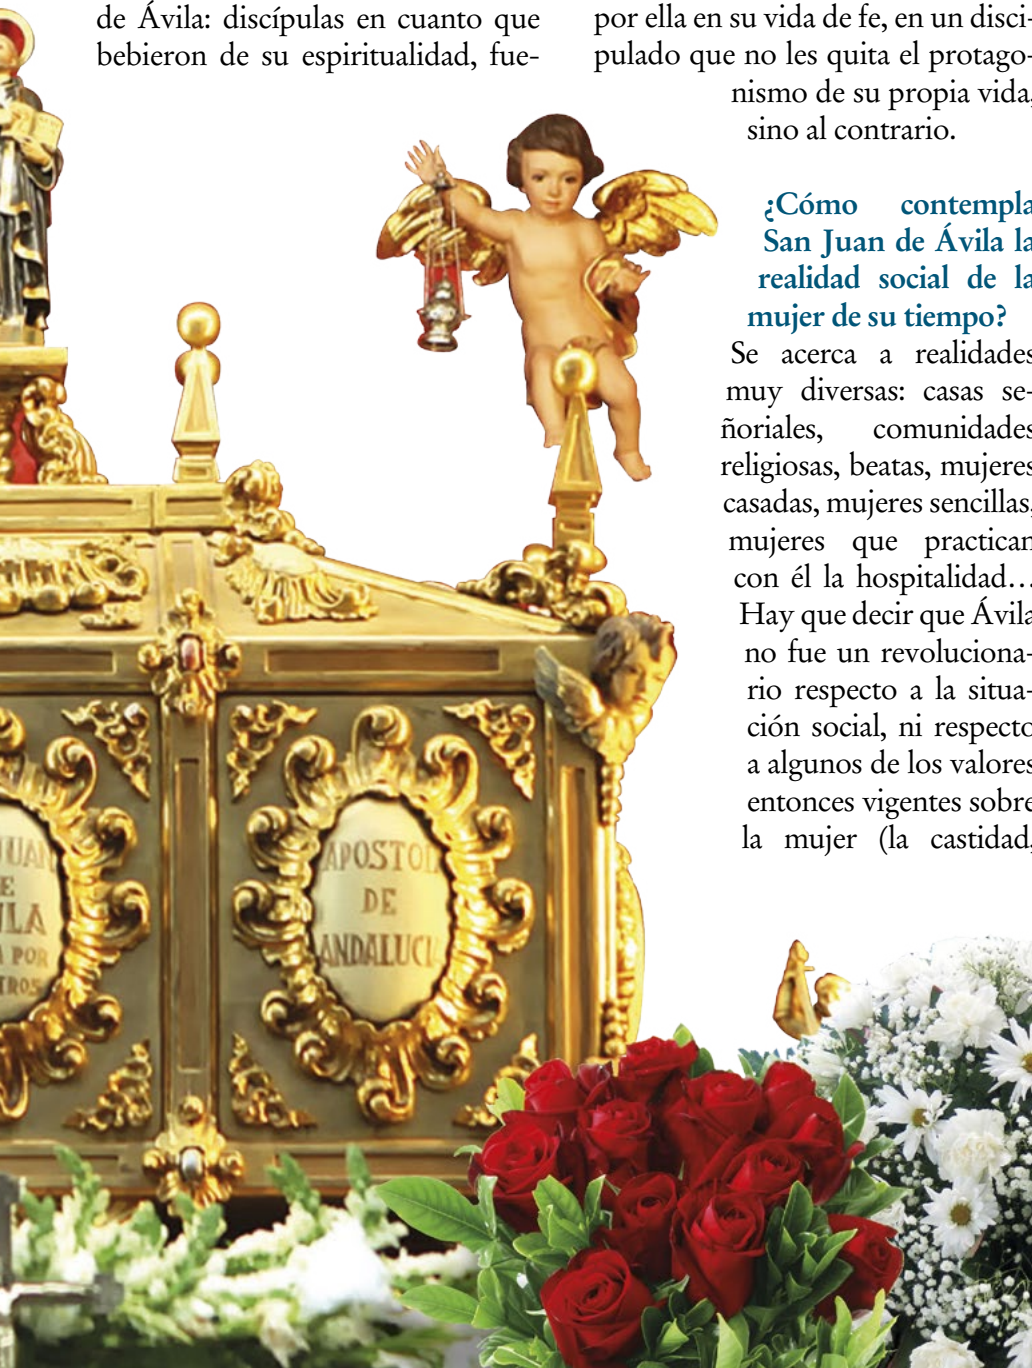 de Ávila: discípulas en cuanto que
bebieron de su espiritualidad, fue-
por ella en su vida de fe, en un disci-
pulado que no les quita el protago-
nismo de su propia vida,
sino al contrario.
¿Cómo contempla
San Juan de Ávila la
realidad social de la
mujer de su tiempo?
Se acerca a realidades
muy diversas: casas se-
ñoriales, comunidades
religiosas, beatas, mujeres
casadas, mujeres sencillas,
mujeres que practican
con él la hospitalidad…
Hay que decir que Ávila
no fue un revoluciona-
rio respecto a la situa-
ción social, ni respecto
a algunos de los valores
entonces vigentes sobre
la mujer (la castidad,
JUAN
E
ILA
POR
TROS
APOSTOL
DE
ANDALUCIA